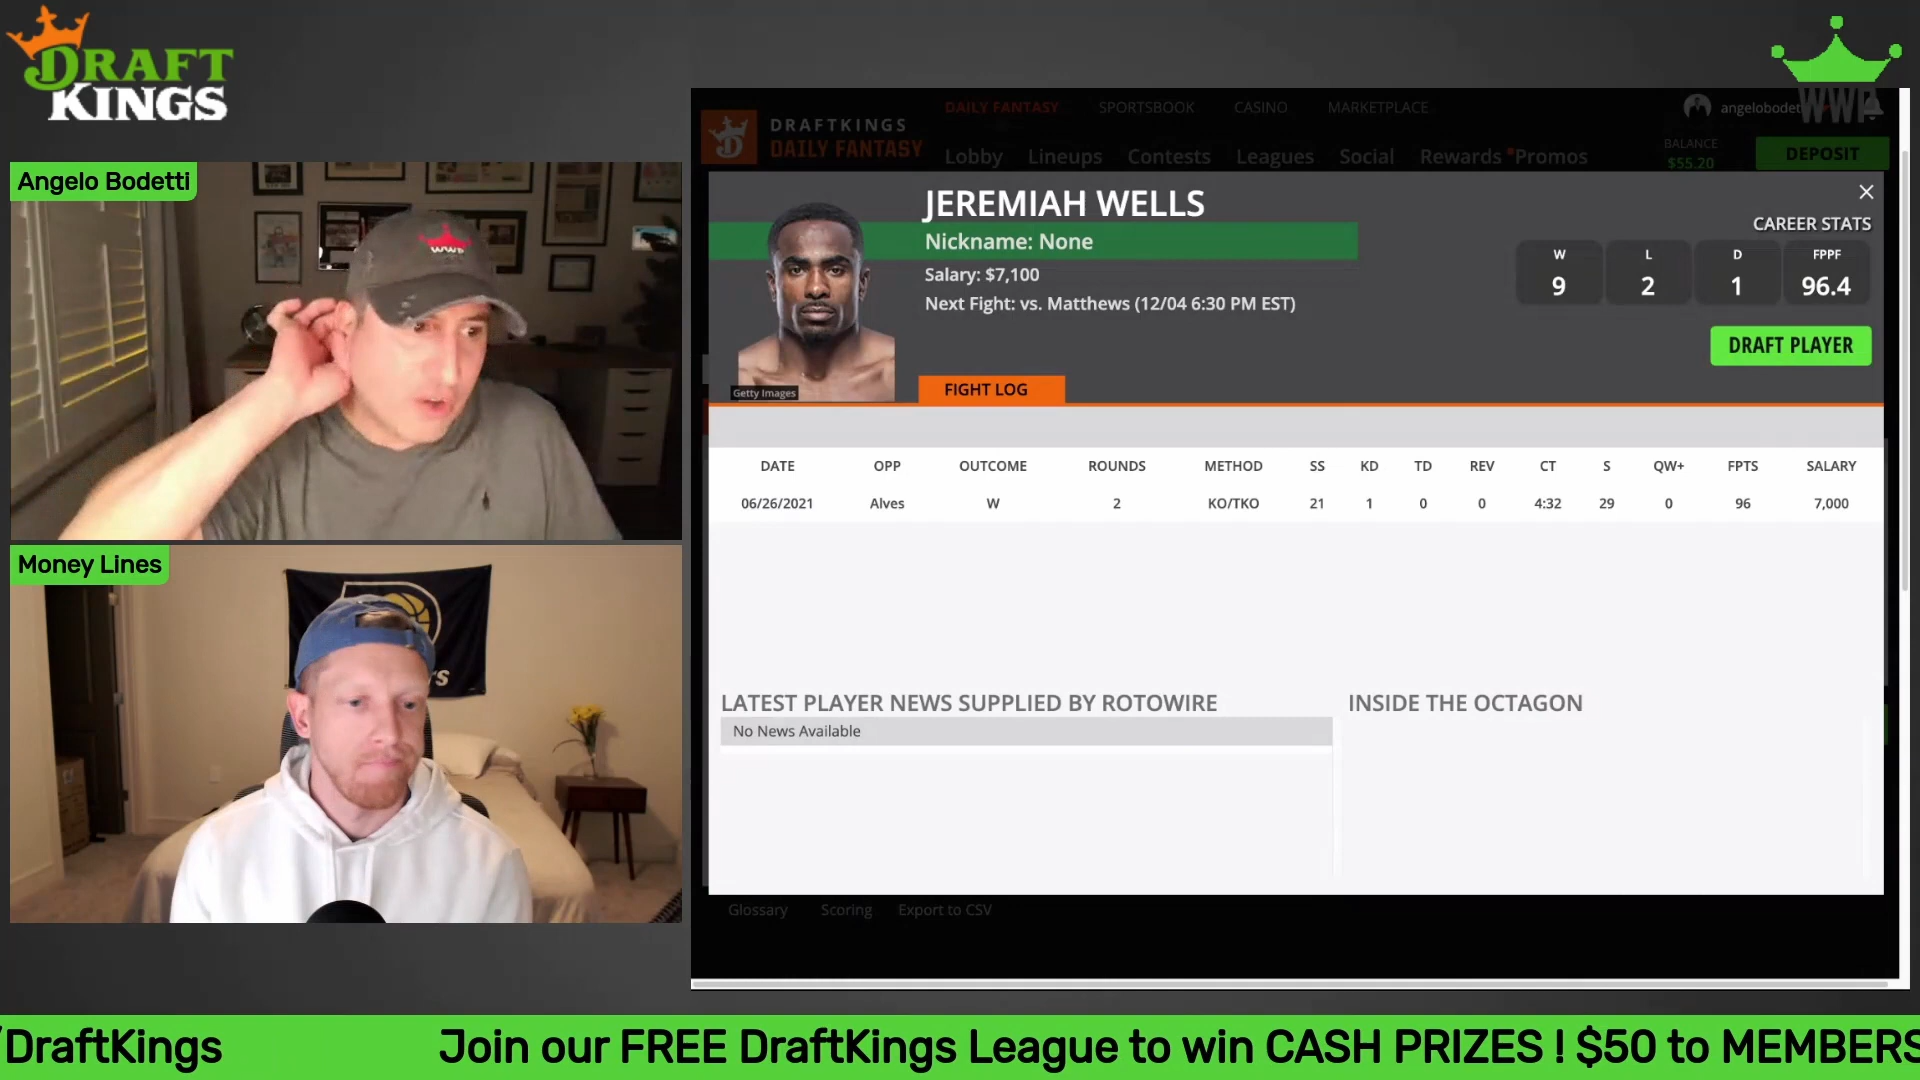 DRAFT
KINGS
WWP
Angelo Bodetti
WWP
Money Lines
DRAFTKINGS
DAILY FANTASY
DAILY FANTASY SPORTSBOOK CASINO MARKETPLACE
Lobby Lineups Contests Leagues Social Rewards Promos
BALANCE
$55.20
DEPOSIT
JEREMIAH WELLS
Nickname: None
Salary: $7,100
Next Fight: vs. Matthews (12/04 6:30 PM EST)
Getty Images
CAREER STATS
W L D FPPF
9 2 1 96.4
DRAFT PLAYER
FIGHT LOG
DATE OPP OUTCOME ROUNDS METHOD SS KD TD REV CT S QW+ FPTS SALARY
06/26/2021 Alves W 2 KO/TKO 21 1 0 0 4:32 29 0 96 7,000
LATEST PLAYER NEWS SUPPLIED BY ROTOWIRE
No News Available
INSIDE THE OCTAGON
Glossary Scoring Export to CSV
/DraftKings Join our FREE DraftKings League to win CASH PRIZES ! $50 to MEMBERS